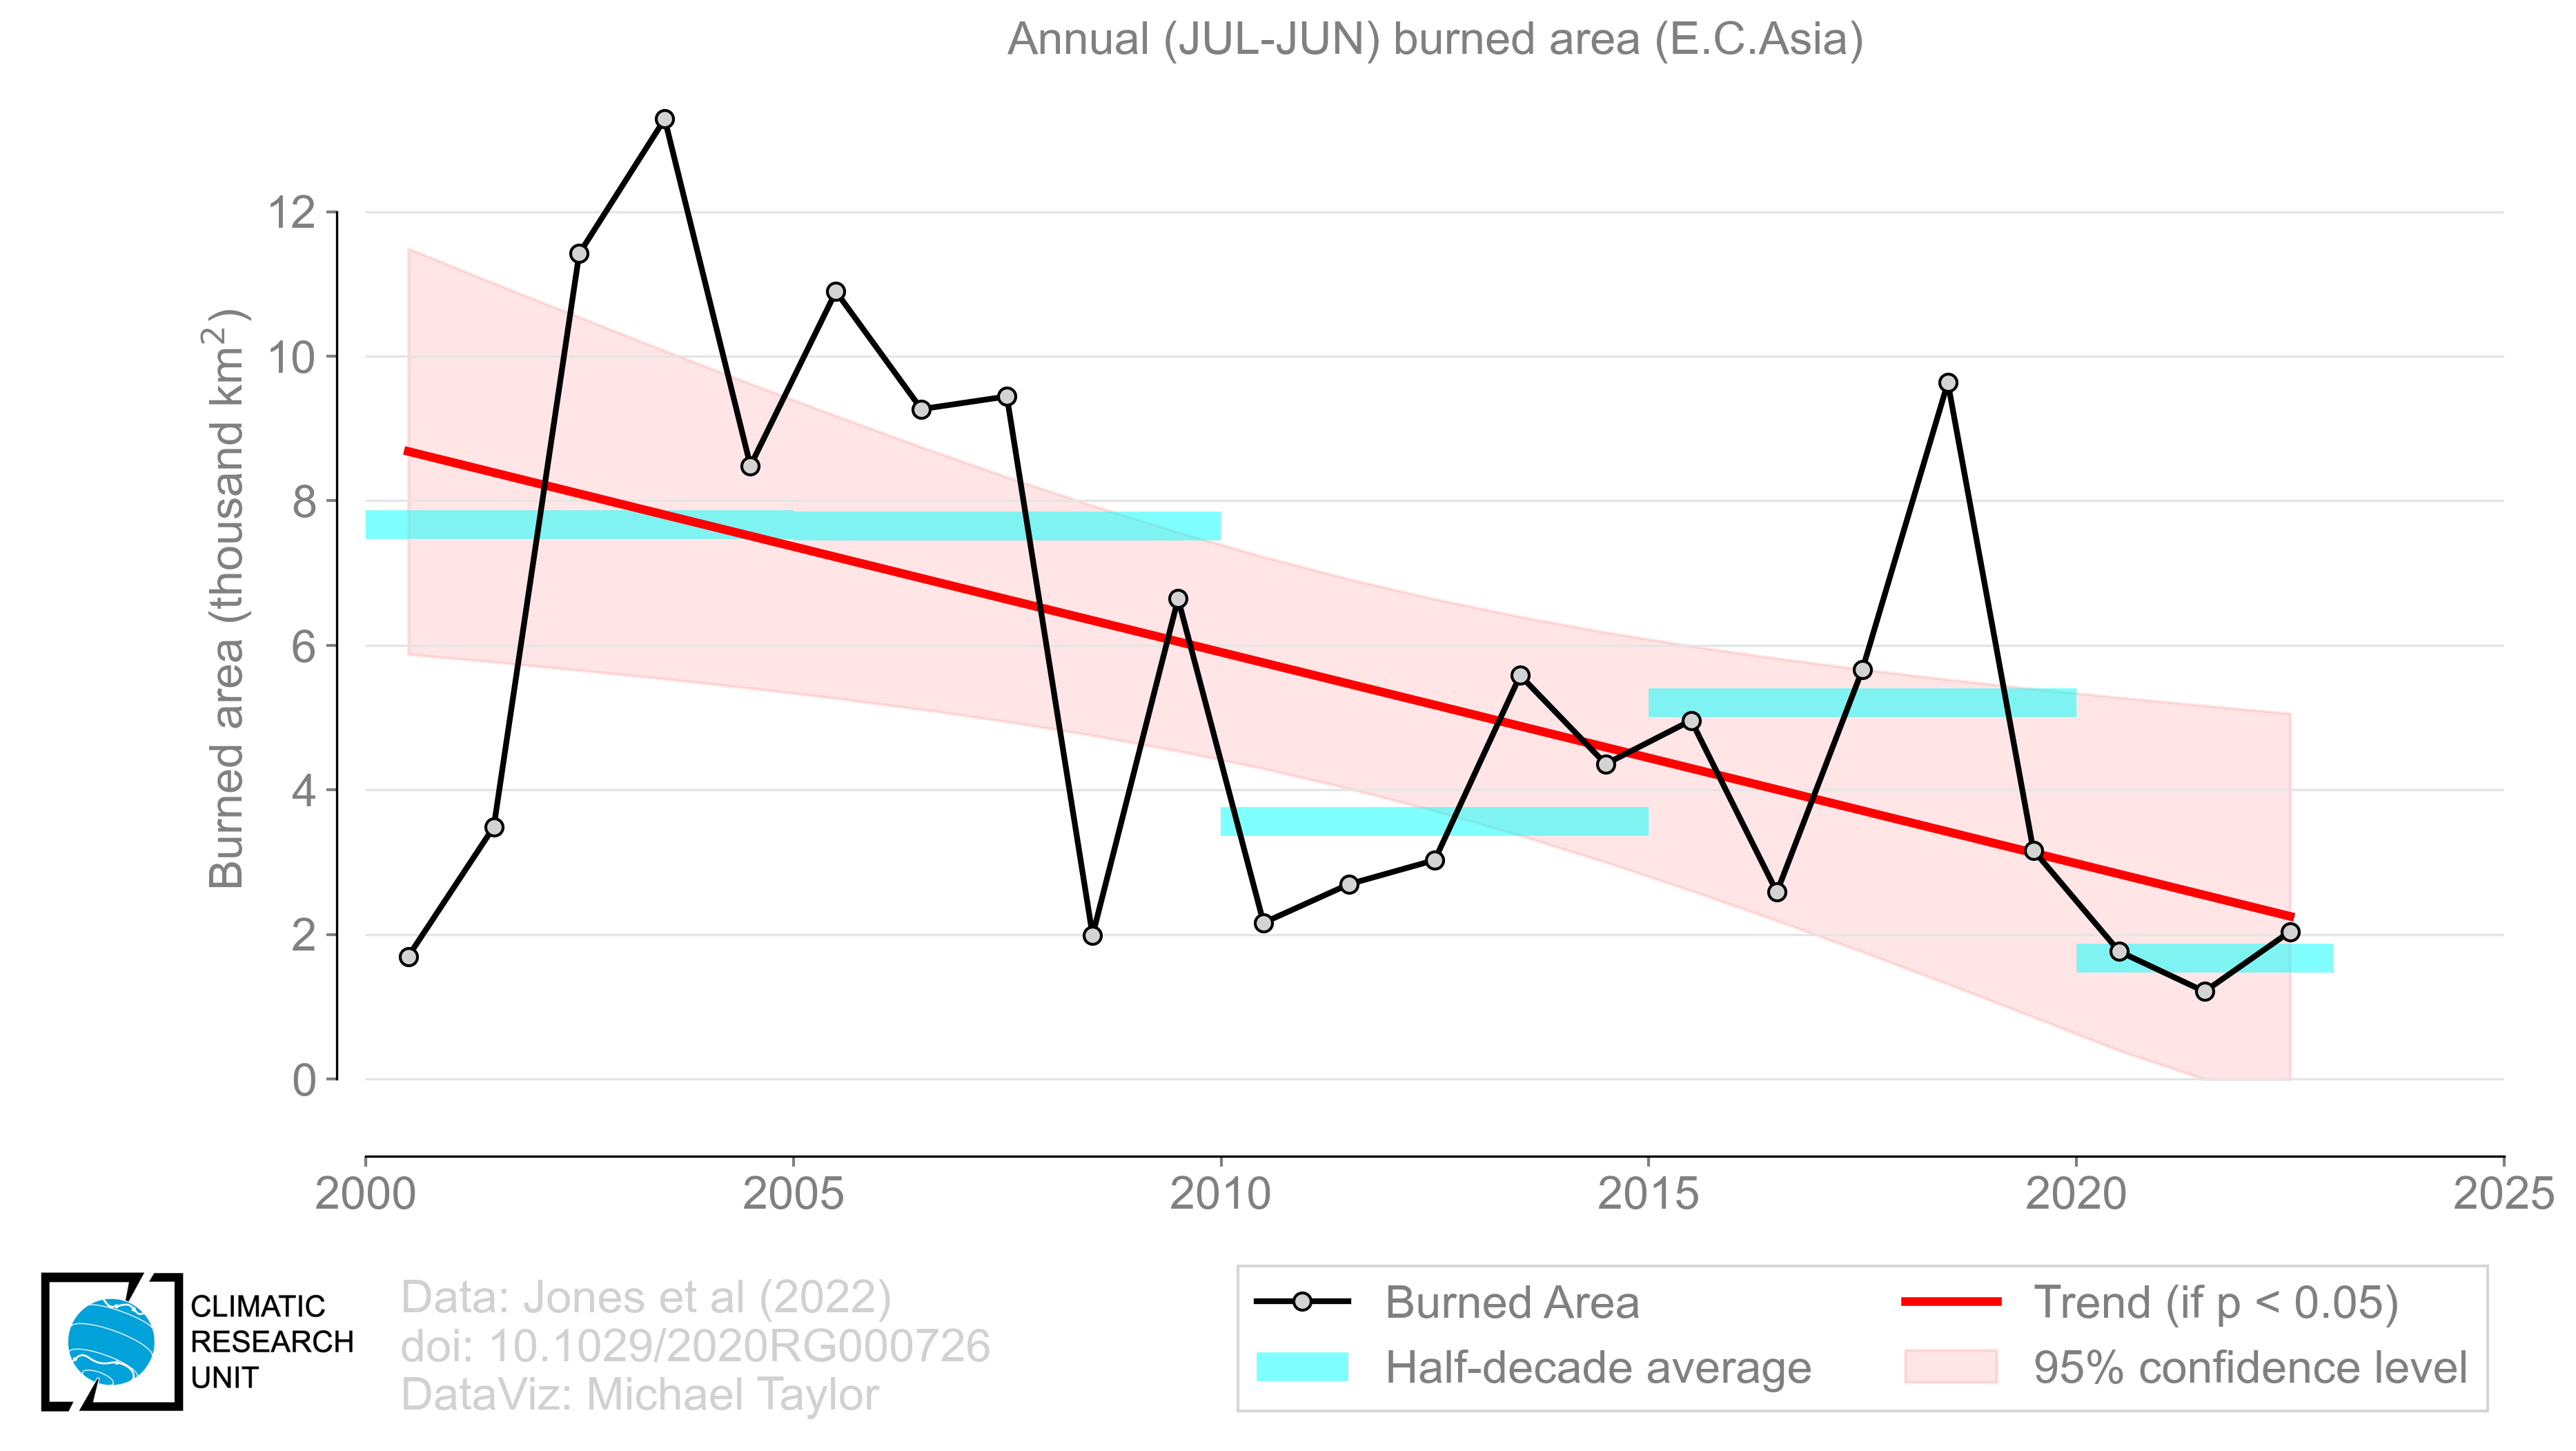 Annual (JUL-JUN) burned area (E.C.Asia)
Burned area (thousand km²)
12
10
8
6
4
2
0
2000 2005 2010 2015 2020 2025
CLIMATIC
RESEARCH
UNIT
Data: Jones et al (2022)
doi: 10.1029/2020RG000726
DataViz: Michael Taylor
Burned Area
Half-decade average
Trend (if p < 0.05)
95% confidence level